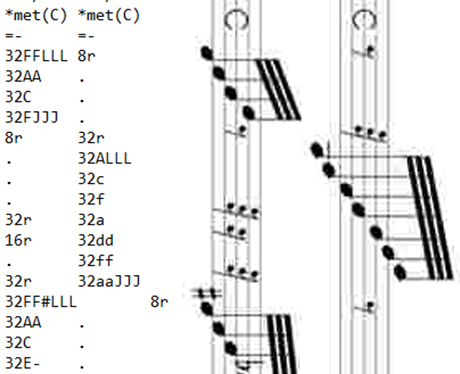 *met(C) *met(C)
=- =-
32FFLLL 8r
32AA .
32C .
32FJJJ .
8r 32r
. 32ALLL
. 32c
. 32f
32r 32a
16r 32dd
. 32ff
32r 32aaJJJ
32FF#LLL 8r
32AA .
32C .
32E- .